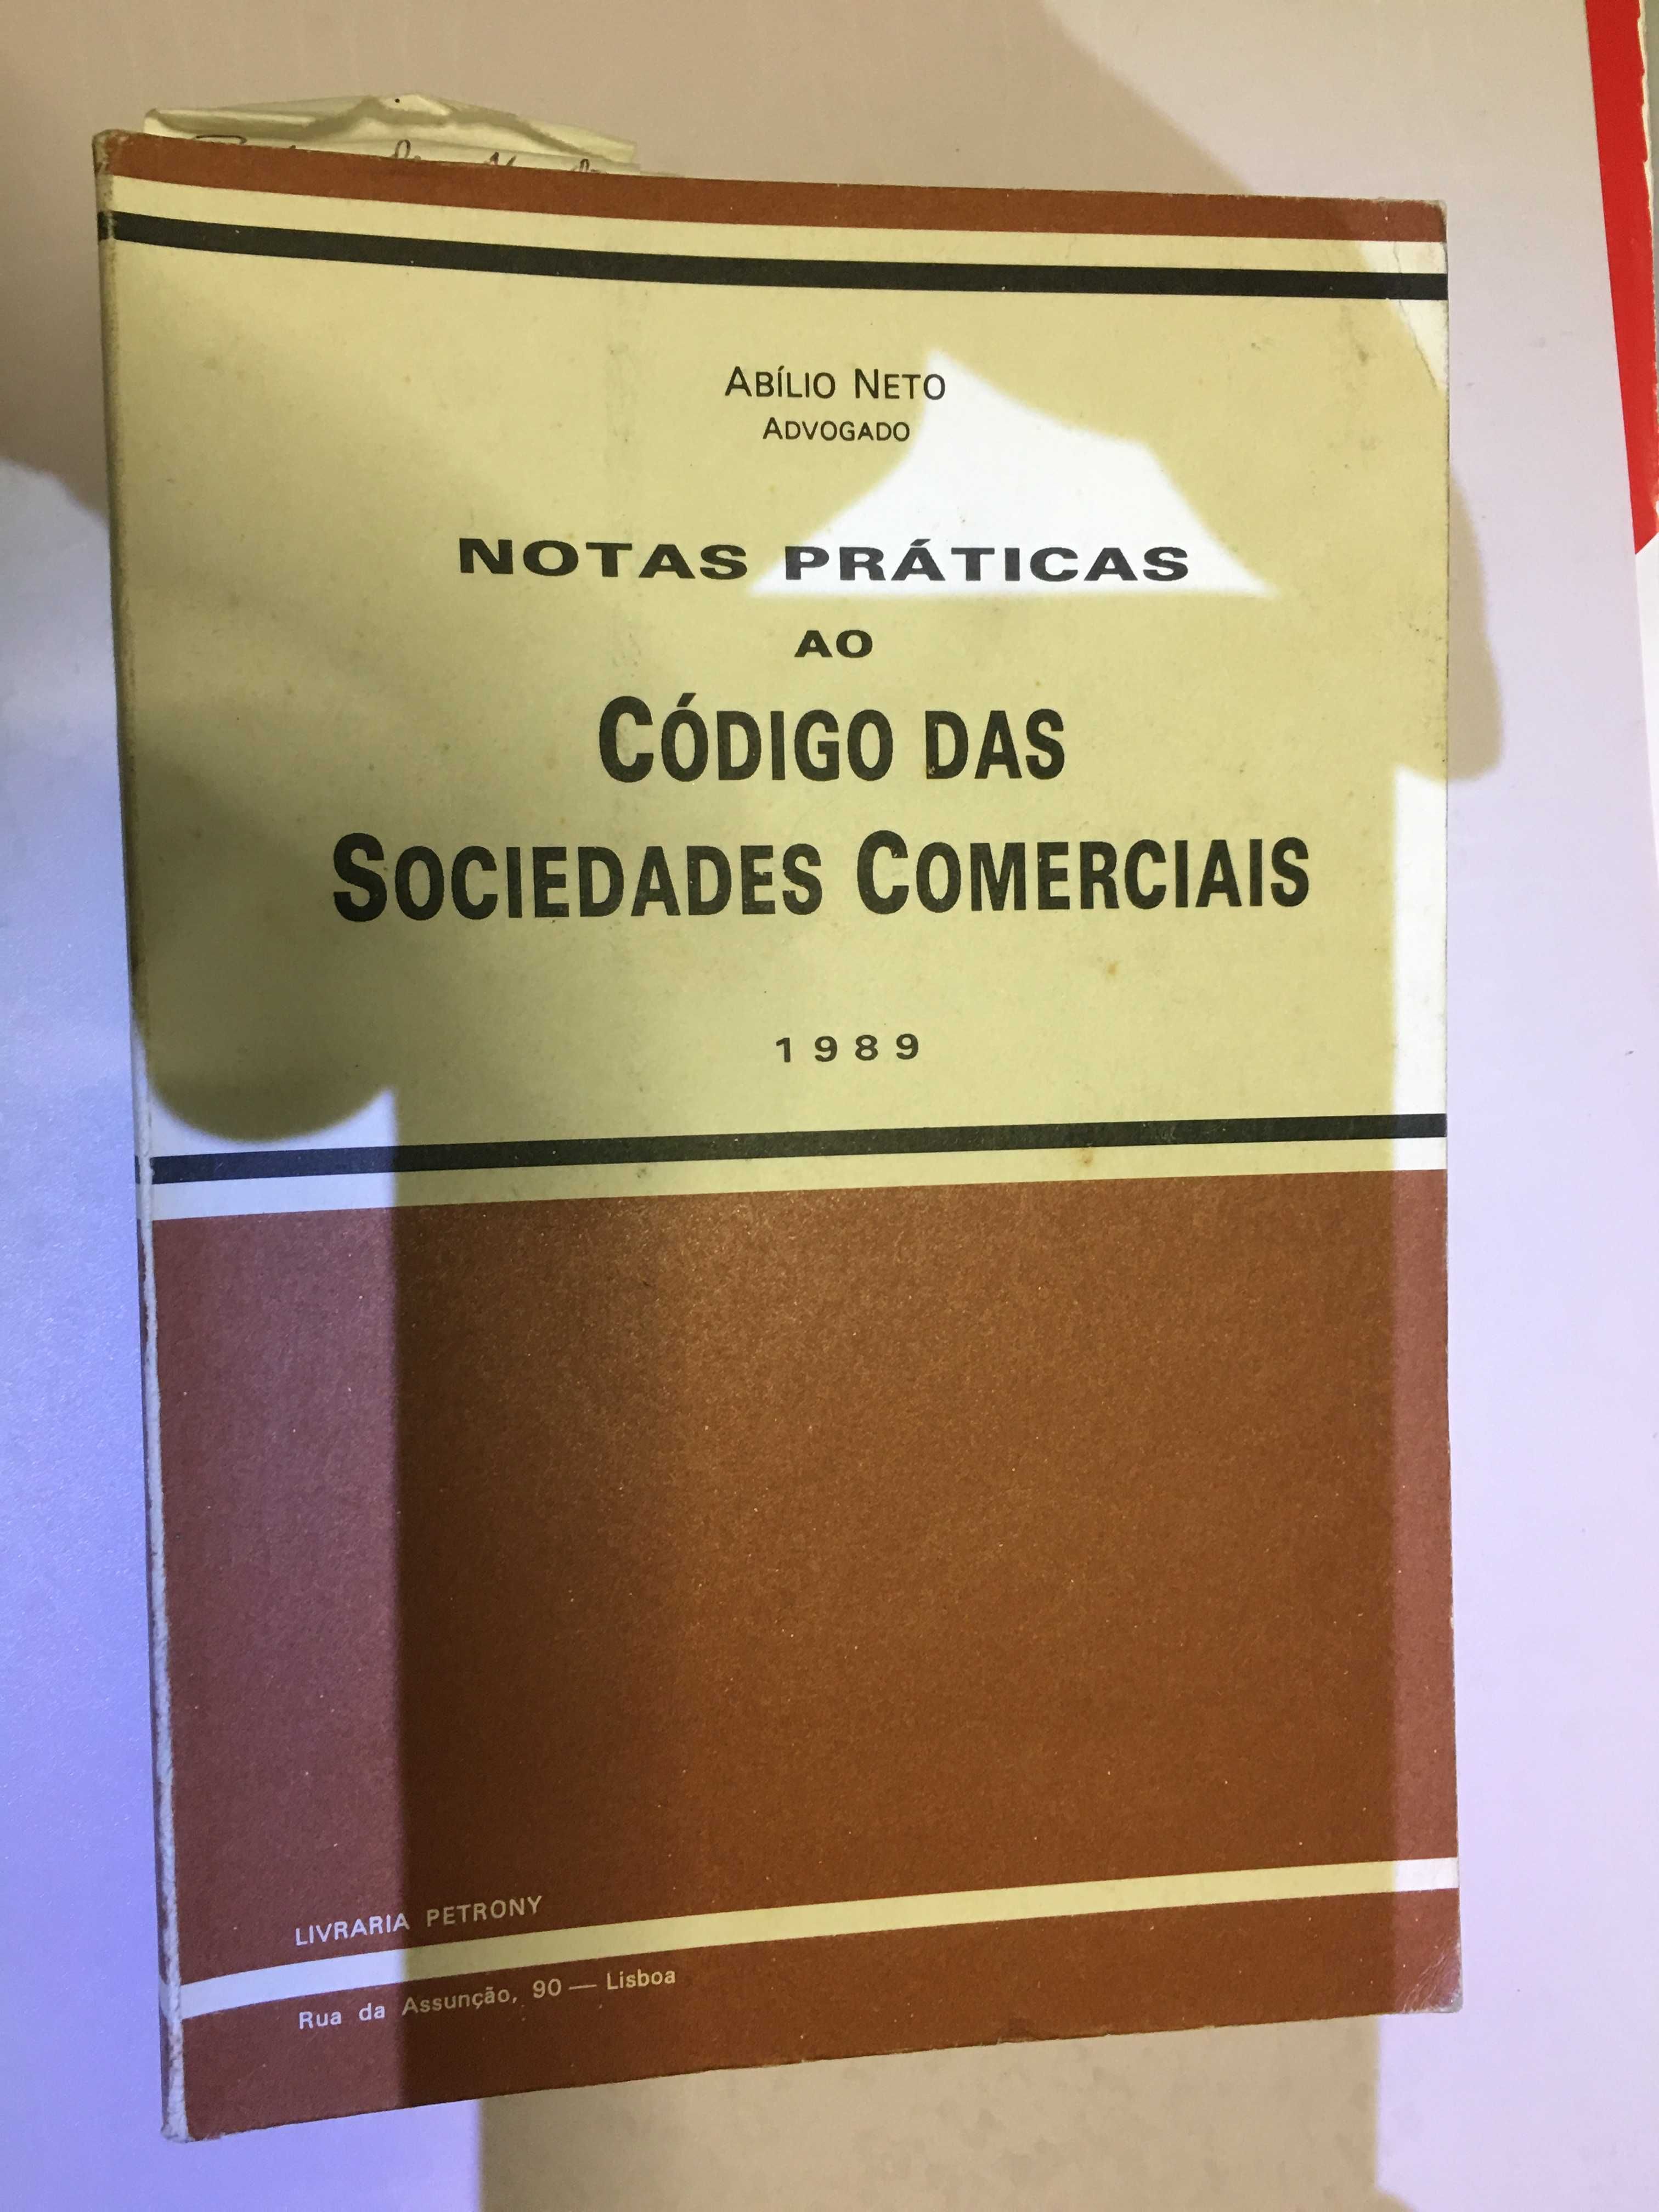 ABÍLIO NETO
ADVOGADO
NOTAS PRÁTICAS
AO
CÓDIGO DAS
SOCIEDADES COMERCIAIS
1989
LIVRARIA PETRONY
Rua da Assunção, 90 — Lisboa